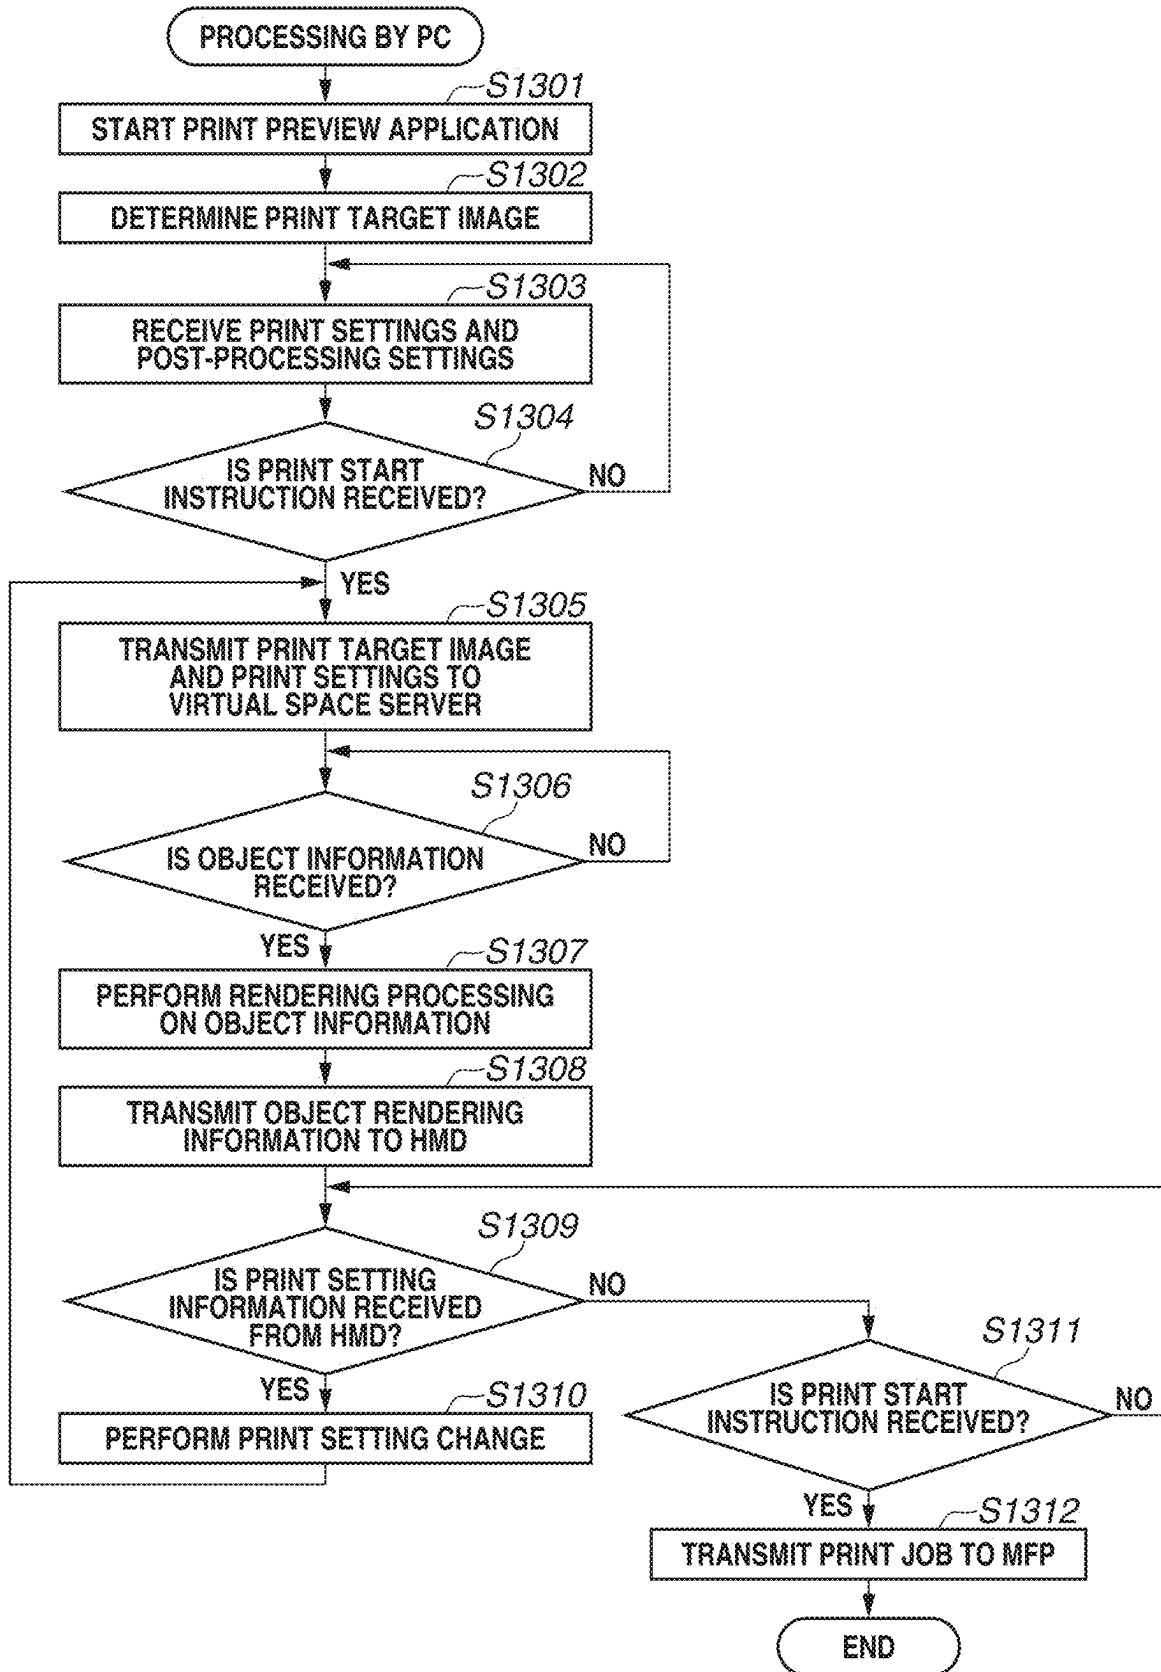 PROCESSING BY PC
S1301
START PRINT PREVIEW APPLICATION
S1302
DETERMINE PRINT TARGET IMAGE
S1303
RECEIVE PRINT SETTINGS AND
POST-PROCESSING SETTINGS
S1304
IS PRINT START
INSTRUCTION RECEIVED?
NO
YES
S1305
TRANSMIT PRINT TARGET IMAGE
AND PRINT SETTINGS TO
VIRTUAL SPACE SERVER
S1306
IS OBJECT INFORMATION
RECEIVED?
NO
YES
S1307
PERFORM RENDERING PROCESSING
ON OBJECT INFORMATION
S1308
TRANSMIT OBJECT RENDERING
INFORMATION TO HMD
S1309
IS PRINT SETTING
INFORMATION RECEIVED
FROM HMD?
NO
YES
S1310
PERFORM PRINT SETTING CHANGE
S1311
IS PRINT START
INSTRUCTION RECEIVED?
NO
YES
S1312
TRANSMIT PRINT JOB TO MFP
END